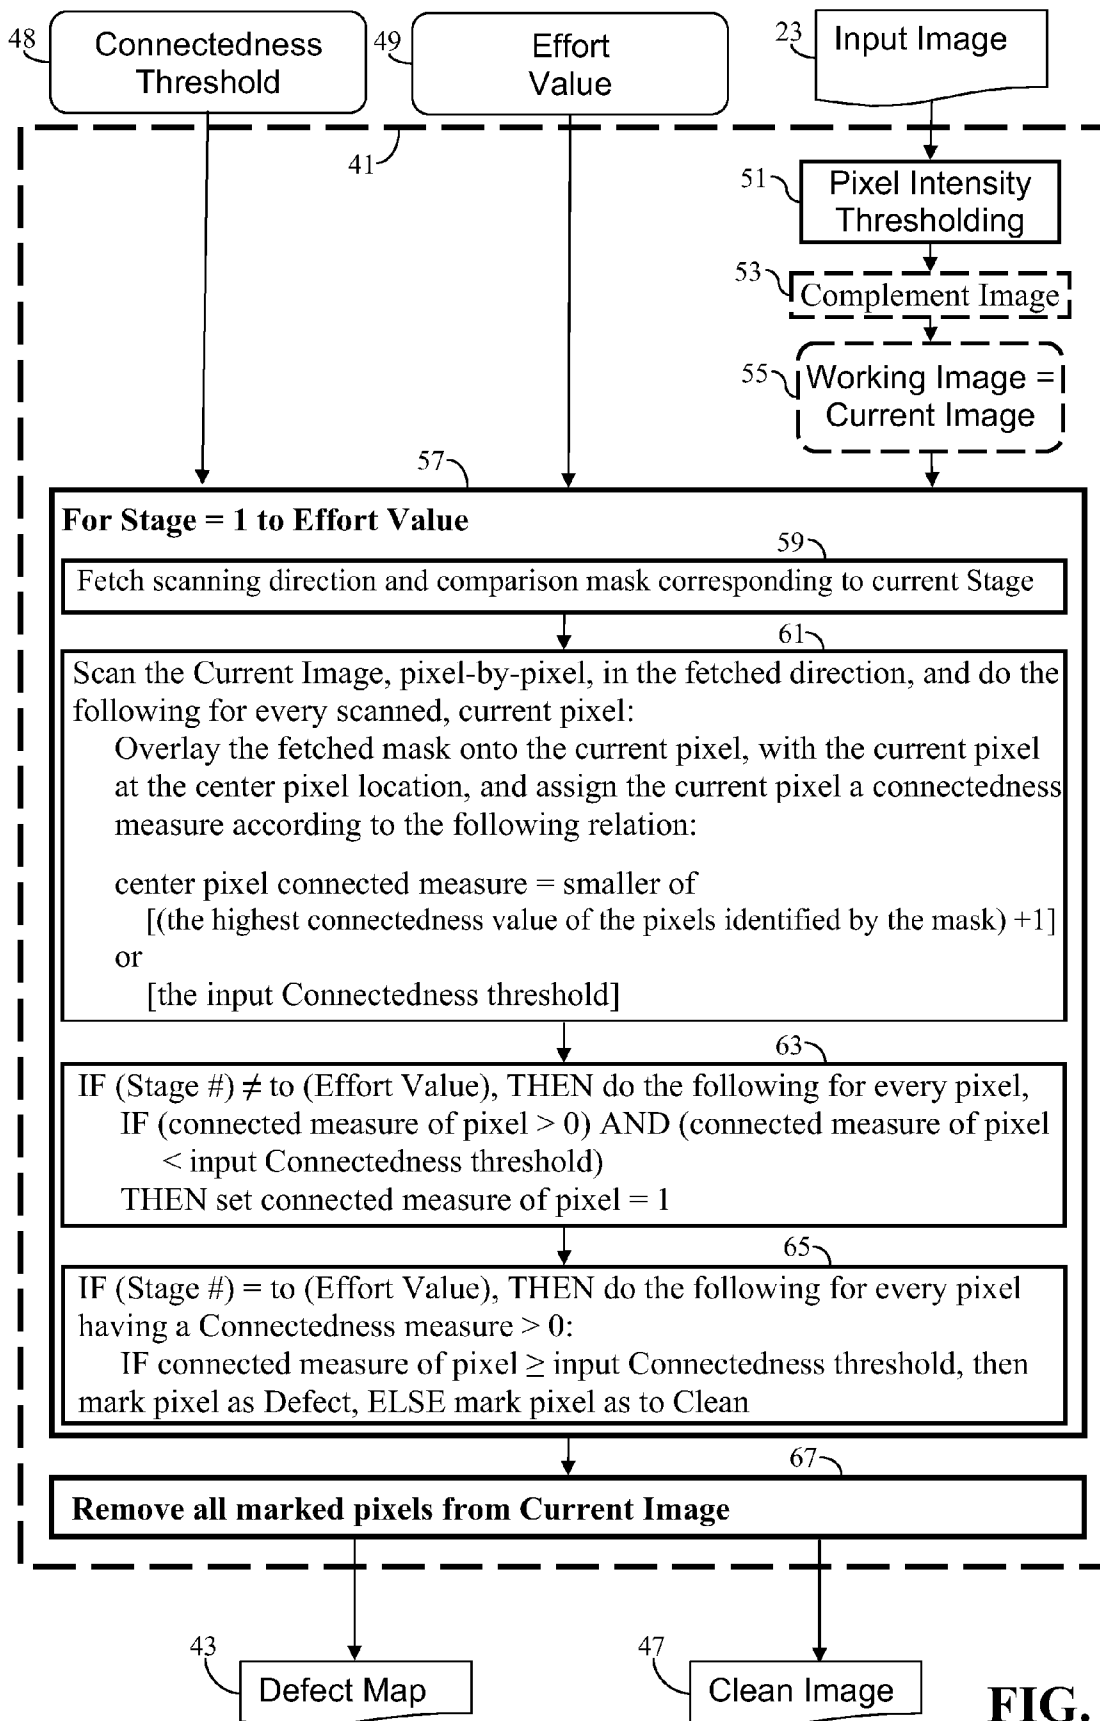 48
Connectedness
Threshold
49
Effort
Value
23
Input Image
41
51
Pixel Intensity
Thresholding
53
Complement Image
55
Working Image =
Current Image
57
For Stage = 1 to Effort Value
59
Fetch scanning direction and comparison mask corresponding to current Stage
61
Scan the Current Image, pixel-by-pixel, in the fetched direction, and do the
following for every scanned, current pixel:
Overlay the fetched mask onto the current pixel, with the current pixel
at the center pixel location, and assign the current pixel a connectedness
measure according to the following relation:
center pixel connected measure = smaller of
[(the highest connectedness value of the pixels identified by the mask) +1]
or
[the input Connectedness threshold]
63
IF (Stage #) ≠ to (Effort Value), THEN do the following for every pixel,
IF (connected measure of pixel > 0) AND (connected measure of pixel
< input Connectedness threshold)
THEN set connected measure of pixel = 1
65
IF (Stage #) = to (Effort Value), THEN do the following for every pixel
having a Connectedness measure > 0:
IF connected measure of pixel ≥ input Connectedness threshold, then
mark pixel as Defect, ELSE mark pixel as to Clean
67
Remove all marked pixels from Current Image
43
Defect Map
47
Clean Image
FIG.